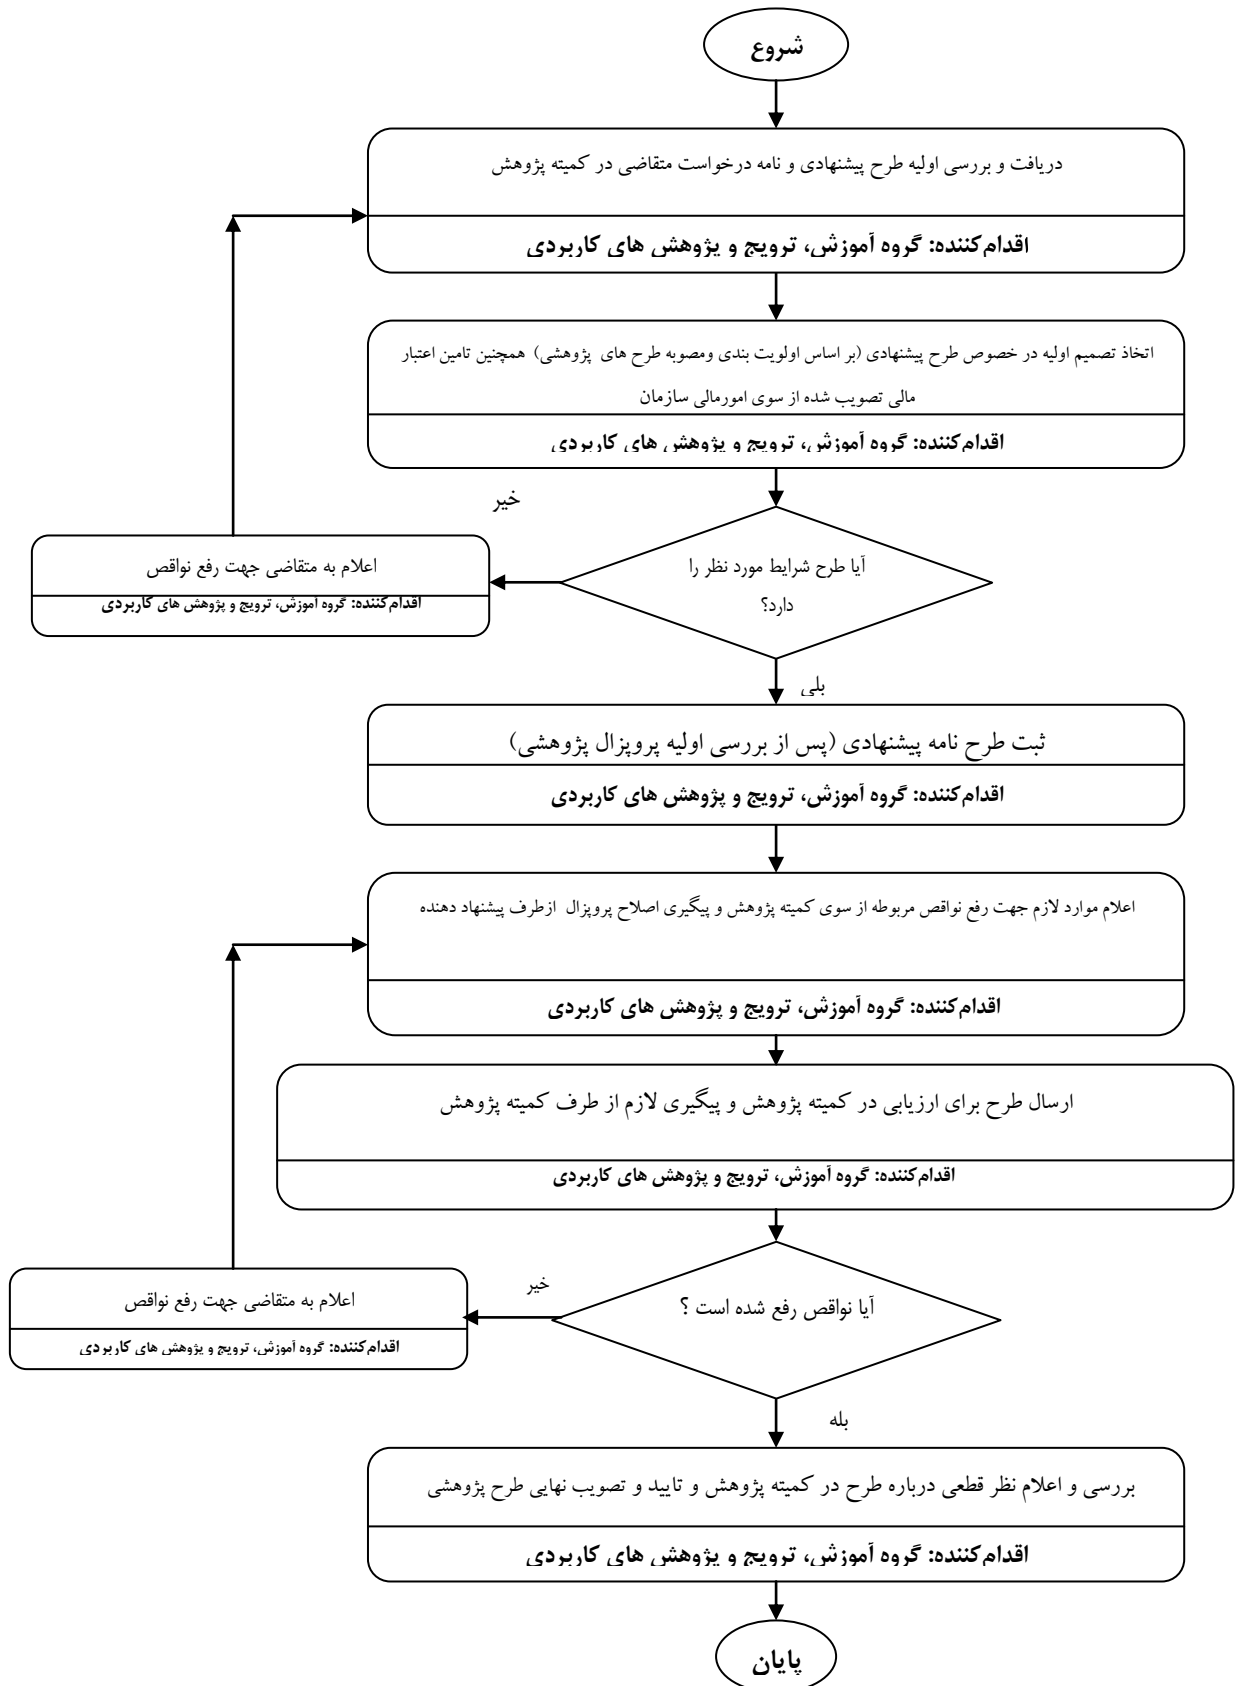 شروع
دریافت و بررسی اولیه طرح پیشنهادی و نامه درخواست متقاضی در کمیته پژوهش
اقدام‌کننده: گروه آموزش، ترویج و پژوهش های کاربردی
اتخاذ تصمیم اولیه در خصوص طرح پیشنهادی (بر اساس اولویت بندی ومصوبه طرح های پژوهشی) همچنین تامین اعتبار
مالی تصویب شده از سوی امورمالی سازمان
اقدام‌کننده: گروه آموزش، ترویج و پژوهش های کاربردی
خیر
آیا طرح شرایط مورد نظر را
دارد؟
اعلام به متقاضی جهت رفع نواقص
اقدام‌کننده: گروه آموزش، ترویج و پژوهش های کاربردی
بلی
ثبت طرح نامه پیشنهادی (پس از بررسی اولیه پروپزال پژوهشی)
اقدام‌کننده: گروه آموزش، ترویج و پژوهش های کاربردی
اعلام موارد لازم جهت رفع نواقص مربوطه از سوی کمیته پژوهش و پیگیری اصلاح پروپزال ازطرف پیشنهاد دهنده
اقدام‌کننده: گروه آموزش، ترویج و پژوهش های کاربردی
ارسال طرح برای ارزیابی در کمیته پژوهش و پیگیری لازم از طرف کمیته پژوهش
اقدام‌کننده: گروه آموزش، ترویج و پژوهش های کاربردی
خیر
آیا نواقص رفع شده است ؟
اعلام به متقاضی جهت رفع نواقص
اقدام‌کننده: گروه آموزش، ترویج و پژوهش های کاربردی
بله
بررسی و اعلام نظر قطعی درباره طرح در کمیته پژوهش و تایید و تصویب نهایی طرح پژوهشی
اقدام‌کننده: گروه آموزش، ترویج و پژوهش های کاربردی
پایان